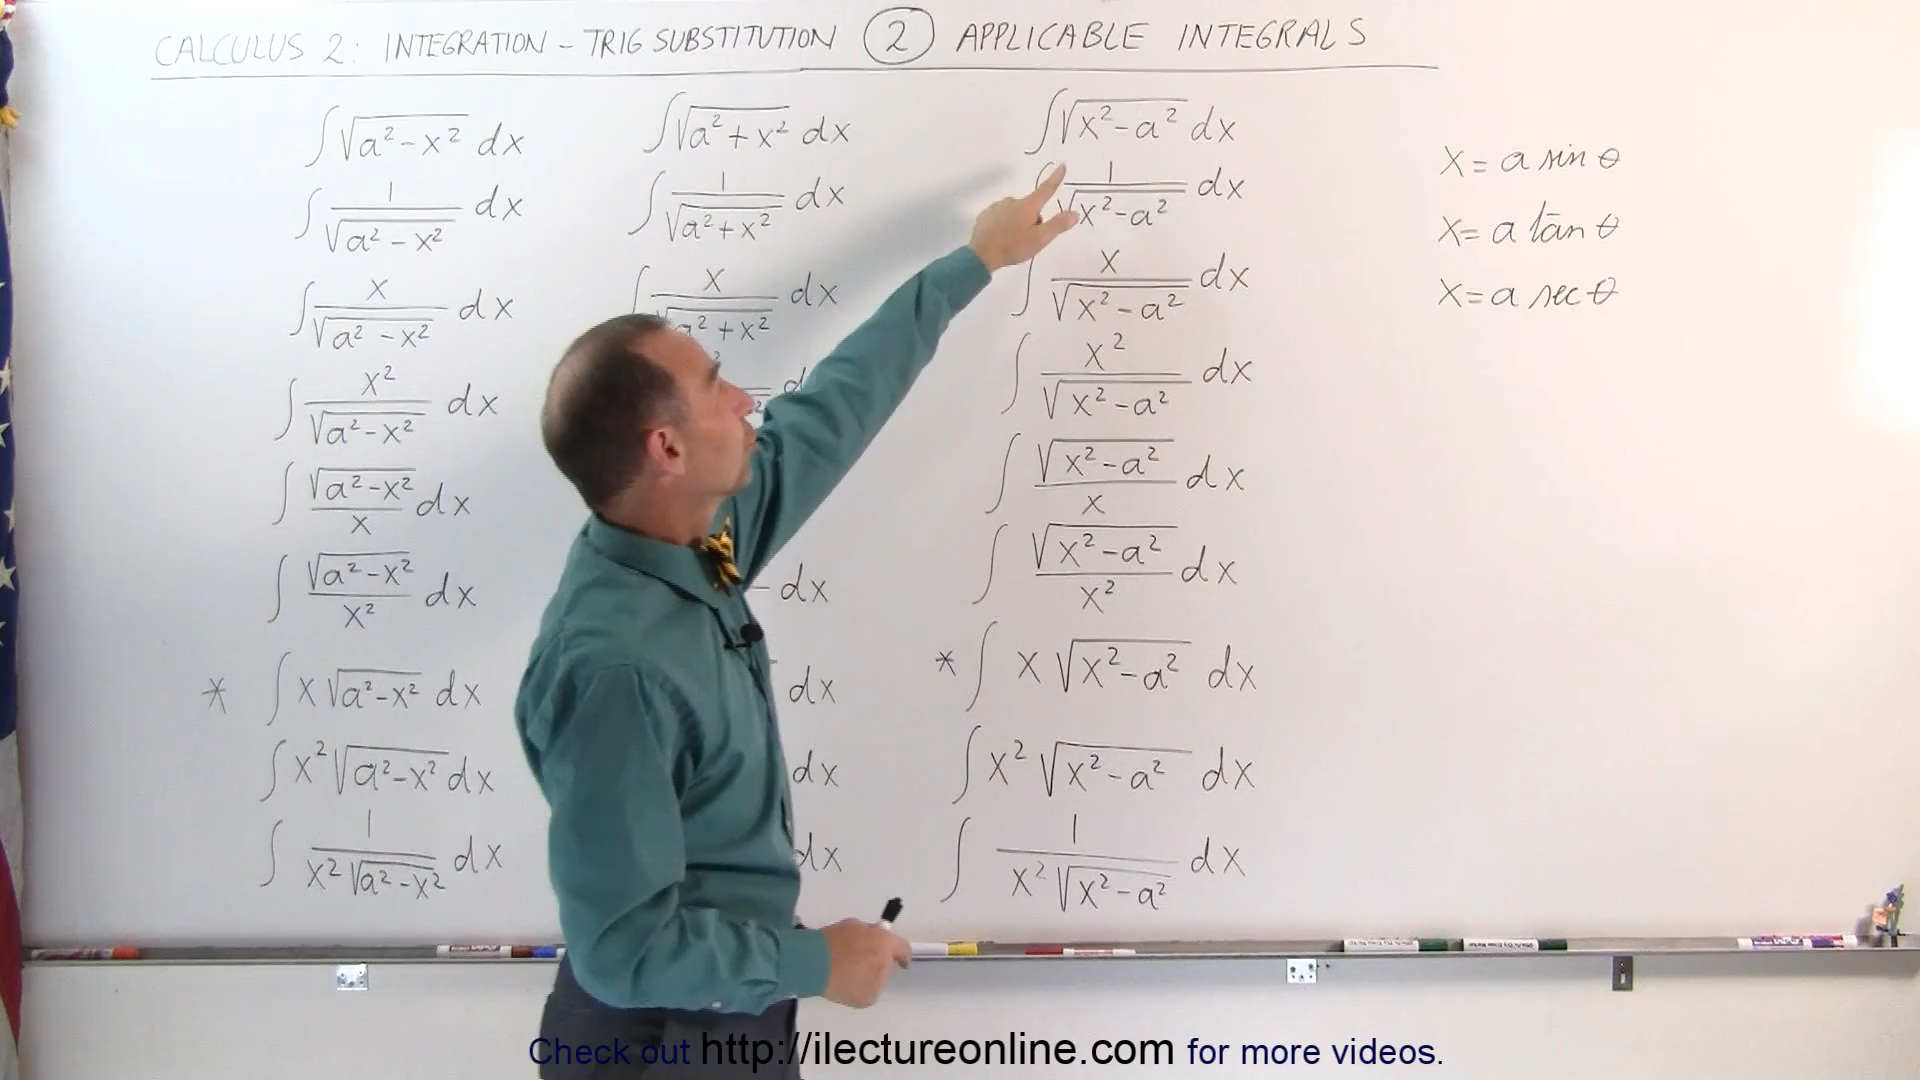 CALCULUS 2: INTEGRATION – TRIG SUBSTITUTION ② APPLICABLE INTEGRALS
∫√(a²-x²) dx
∫ 1/√(a²-x²) dx
∫ x/√(a²-x²) dx
∫ x²/√(a²-x²) dx
∫ √(a²-x²)/x dx
∫ √(a²-x²)/x² dx
* ∫ x√(a²-x²) dx
∫ x²√(a²-x²) dx
∫ 1/(x²√(a²-x²)) dx
∫√(a²+x²) dx
∫ 1/√(a²+x²) dx
∫ x/√(a²+x²) dx
dx
dx
dx
dx
∫√(x²-a²) dx
∫ 1/√(x²-a²) dx
∫ x/√(x²-a²) dx
∫ x²/√(x²-a²) dx
∫ √(x²-a²)/x dx
∫ √(x²-a²)/x² dx
* ∫ x√(x²-a²) dx
∫ x²√(x²-a²) dx
∫ 1/(x²√(x²-a²)) dx
x = a sin θ
x = a tan θ
x = a sec θ
Check out http://ilectureonline.com for more videos.